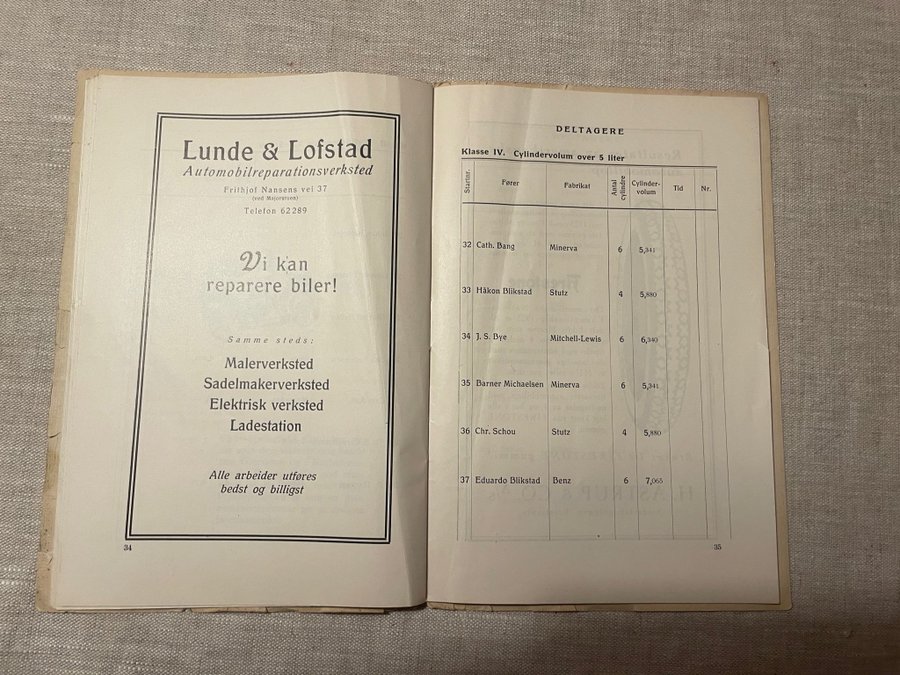 Lunde & Lofstad
Automobilreparationsverksted
Frithjof Nansens vei 37
(ved Majorstuen)
Telefon 62289
Vi kan
reparere biler!
Samme steds:
Malerverksted
Sadelmakerverksted
Elektrisk verksted
Ladestation
Alle arbeider utføres
bedst og billigst
34
DELTAGERE
Klasse IV. Cylindervolum over 5 liter
Startnr. Fører Fabrikat Antal cylindre Cylinder-volum Tid Nr.
32 Cath. Bang Minerva 6 5,341
33 Håkon Blikstad Stutz 4 5,880
34 J. S. Bye Mitchell-Lewis 6 6,340
35 Barner Michaelsen Minerva 6 5,341
36 Chr. Schou Stutz 4 5,880
37 Eduardo Blikstad Benz 6 7,065
35